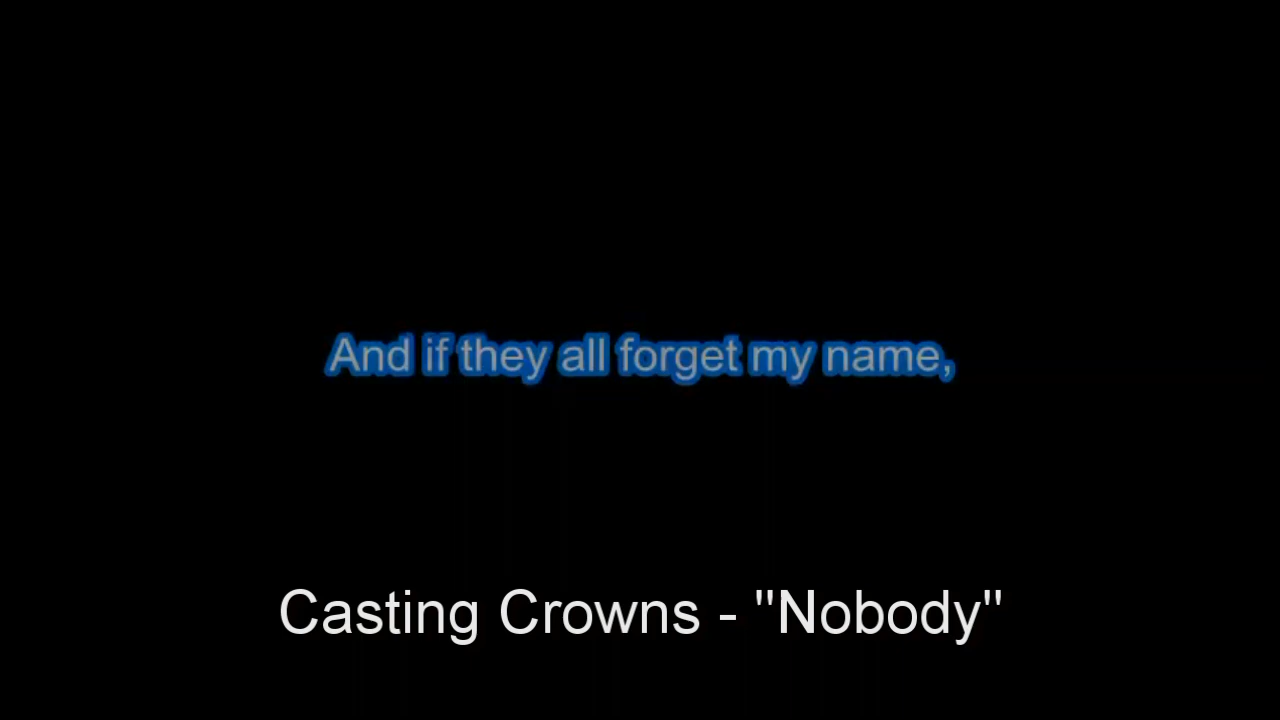 And if they all forget my name,
Casting Crowns - "Nobody"